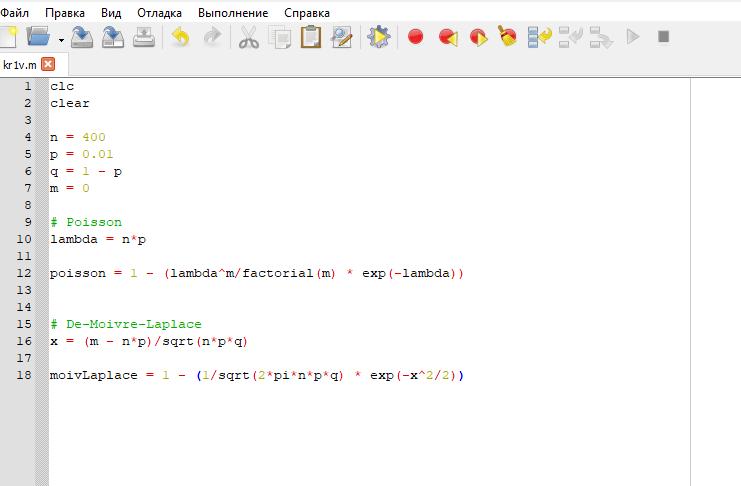 Файл Правка Вид Отладка Выполнение Справка
kr1v.m
1 clc
2 clear
3
4 n = 400
5 p = 0.01
6 q = 1 - p
7 m = 0
8
9 # Poisson
10 lambda = n*p
11
12 poisson = 1 - (lambda^m/factorial(m) * exp(-lambda))
13
14
15 # De-Moivre-Laplace
16 x = (m - n*p)/sqrt(n*p*q)
17
18 moivLaplace = 1 - (1/sqrt(2*pi*n*p*q) * exp(-x^2/2))